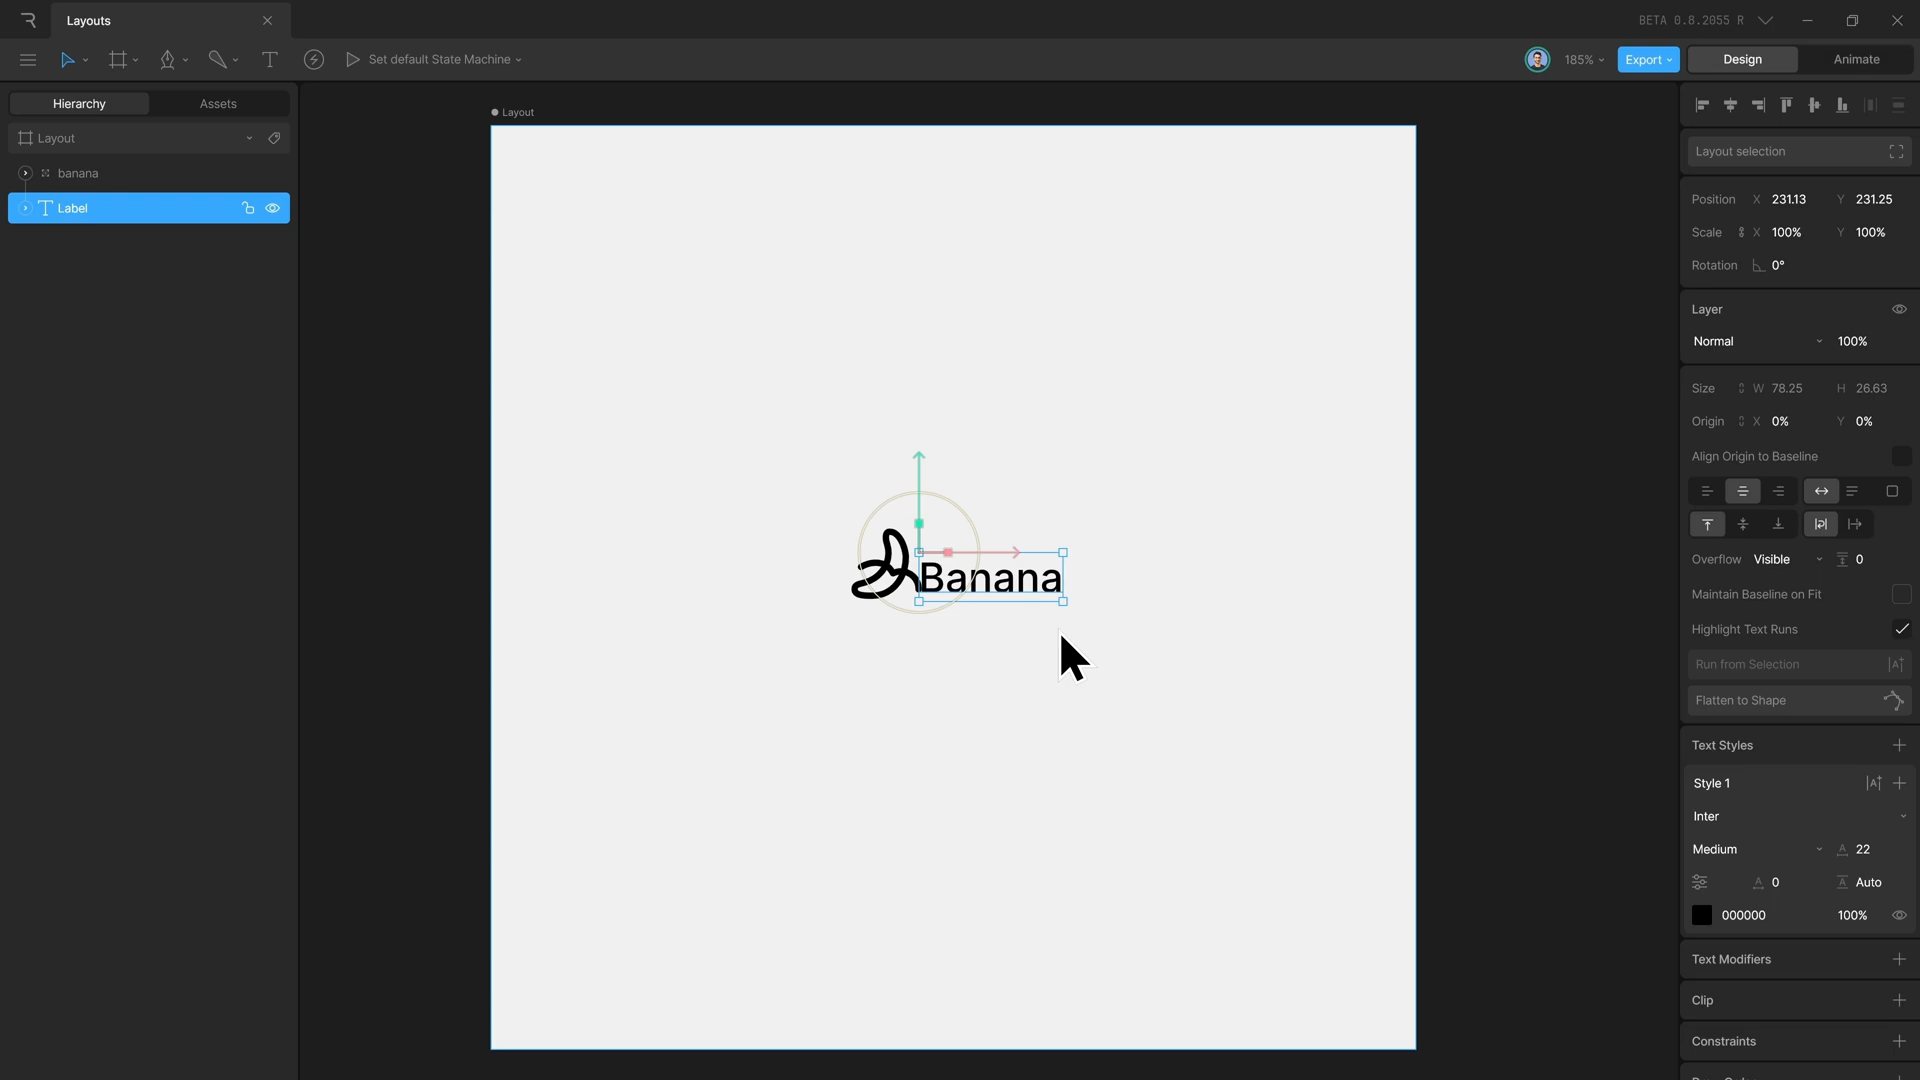 Layouts
BETA 0.8.2055 R
Set default State Machine
185%
Export
Design
Animate
Hierarchy
Assets
Layout
banana
Label
Layout
Banana
Layout selection
Position X 231.13 Y 231.25
Scale X 100% Y 100%
Rotation 0°
Layer
Normal 100%
Size W 78.25 H 26.63
Origin X 0% Y 0%
Align Origin to Baseline
Overflow Visible 0
Maintain Baseline on Fit
Highlight Text Runs
Run from Selection
Flatten to Shape
Text Styles
Style 1
Inter
Medium 22
0 Auto
000000 100%
Text Modifiers
Clip
Constraints